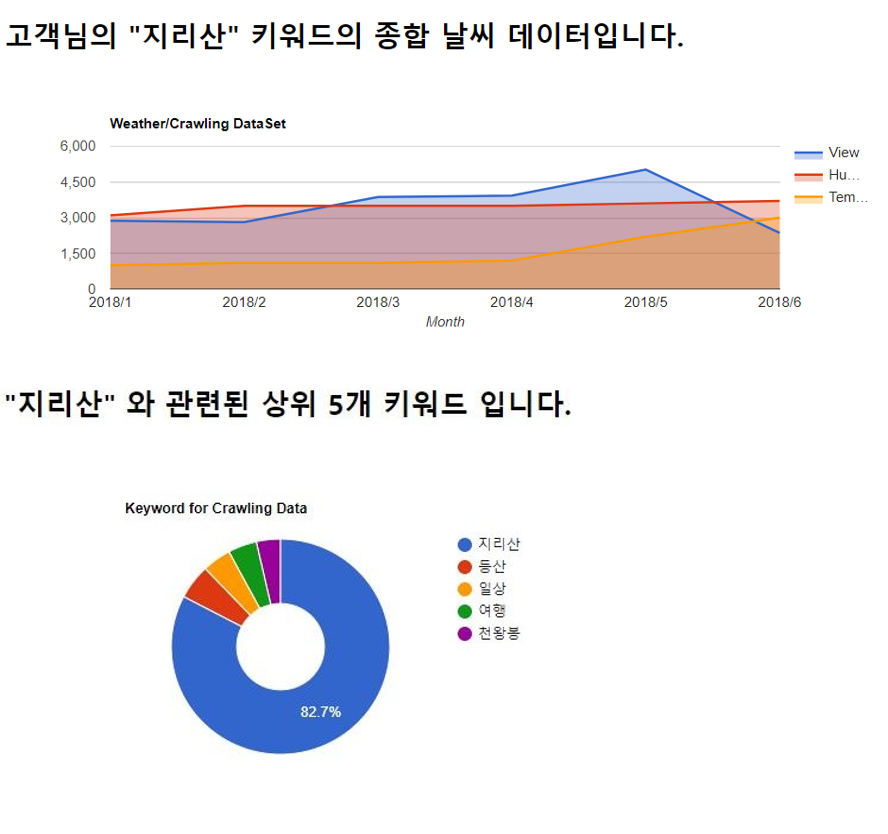 고객님의 "지리산" 키워드의 종합 날씨 데이터입니다.
Weather/Crawling DataSet
6,000
4,500
3,000
1,500
0
2018/1 2018/2 2018/3 2018/4 2018/5 2018/6
Month
View
Hu...
Tem...
"지리산" 와 관련된 상위 5개 키워드 입니다.
Keyword for Crawling Data
82.7%
지리산
등산
일상
여행
천왕봉